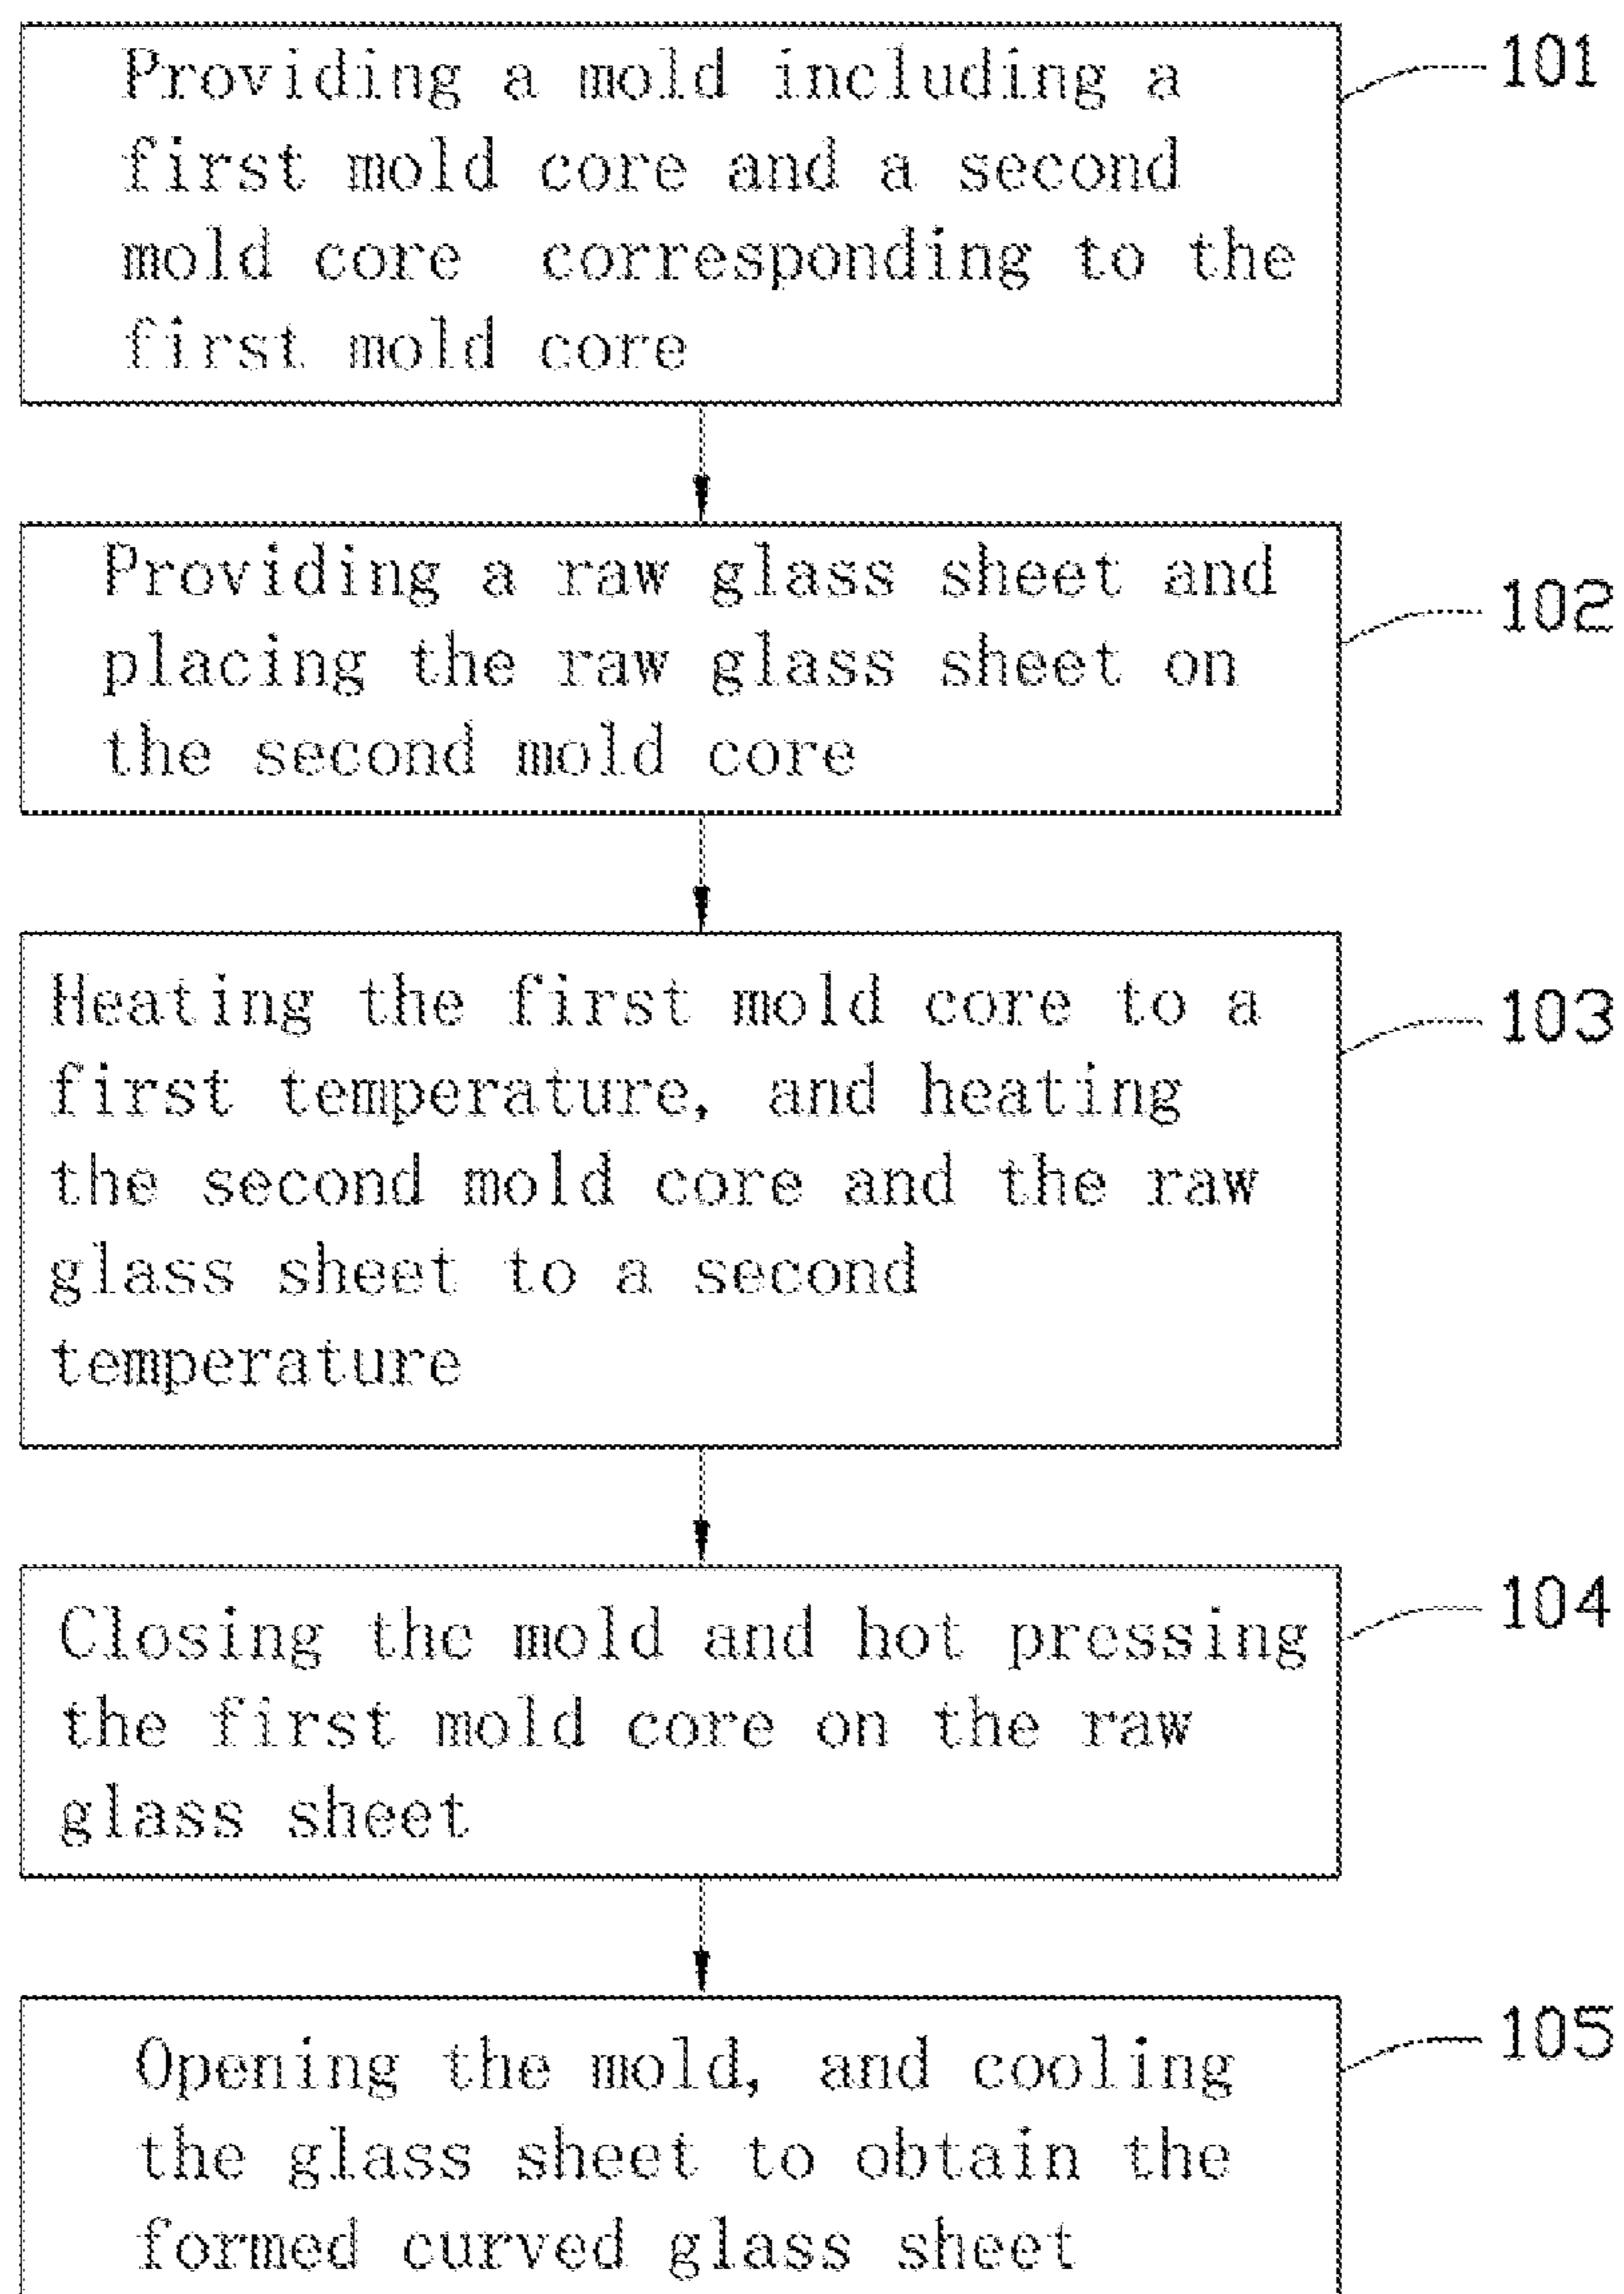 Providing a mold including a
first mold core and a second
mold core corresponding to the
first mold core
101
Providing a raw glass sheet and
placing the raw glass sheet on
the second mold core
102
Heating the first mold core to a
first temperature, and heating
the second mold core and the raw
glass sheet to a second
temperature
103
Closing the mold and hot pressing
the first mold core on the raw
glass sheet
104
Opening the mold, and cooling
the glass sheet to obtain the
formed curved glass sheet
105